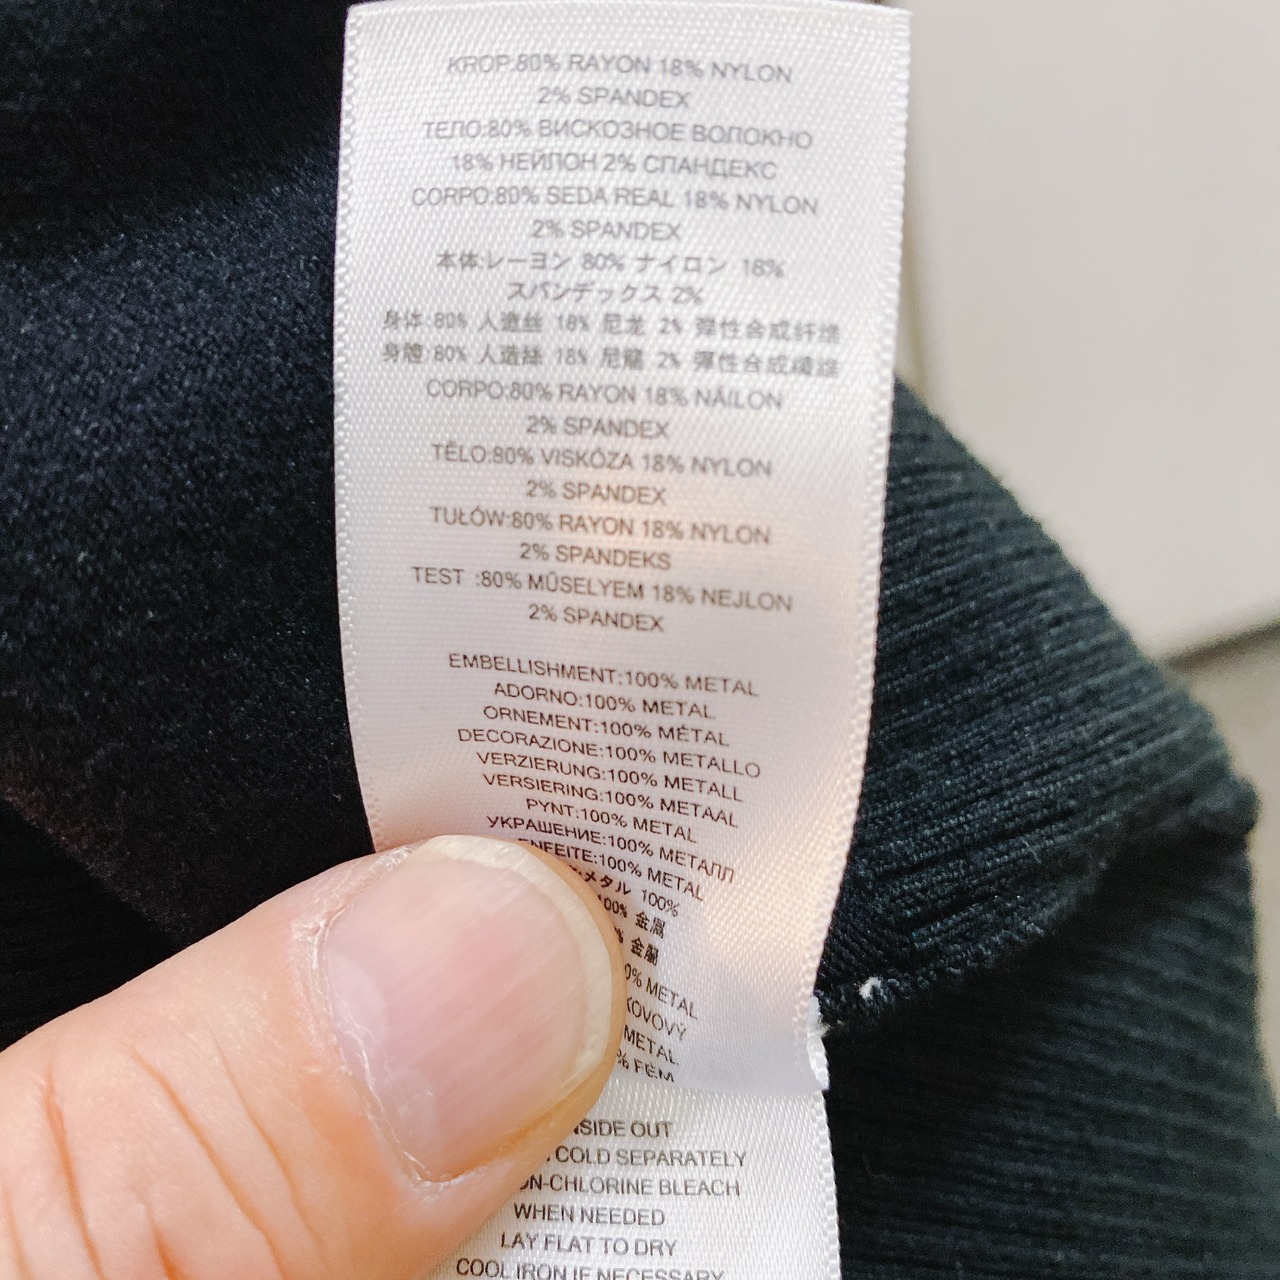 KROP:80% RAYON 18% NYLON
2% SPANDEX
ТЕЛО:80% ВИСКОЗНОЕ ВОЛОКНО
18% НЕЙЛОН 2% СПАНДЕКС
CORPO:80% SEDA REAL 18% NYLON
2% SPANDEX
本体:レーヨン 80% ナイロン 18%
スパンデックス 2%
身体:80% 人造丝 18% 尼龙 2% 弹性合成纤维
身體:80% 人造絲 18% 尼龍 2% 彈性合成纖維
CORPO:80% RAYON 18% NÁILON
2% SPANDEX
TĚLO:80% VISKÓZA 18% NYLON
2% SPANDEX
TUŁÓW:80% RAYON 18% NYLON
2% SPANDEKS
TEST :80% MŰSELYEM 18% NEJLON
2% SPANDEX
EMBELLISHMENT:100% METAL
ADORNO:100% METAL
ORNEMENT:100% MÉTAL
DECORAZIONE:100% METALLO
VERZIERUNG:100% METALL
VERSIERING:100% METAAL
PYNT:100% METAL
УКРАШЕНИЕ:100% МЕТАЛЛ
ENFEITE:100% METAL
メタル 100%
100% 金属
% 金屬
0% METAL
KOVOVÝ
METAL
% FÉM
NSIDE OUT
COLD SEPARATELY
ON-CHLORINE BLEACH
WHEN NEEDED
LAY FLAT TO DRY
COOL IRON IF NECESSARY